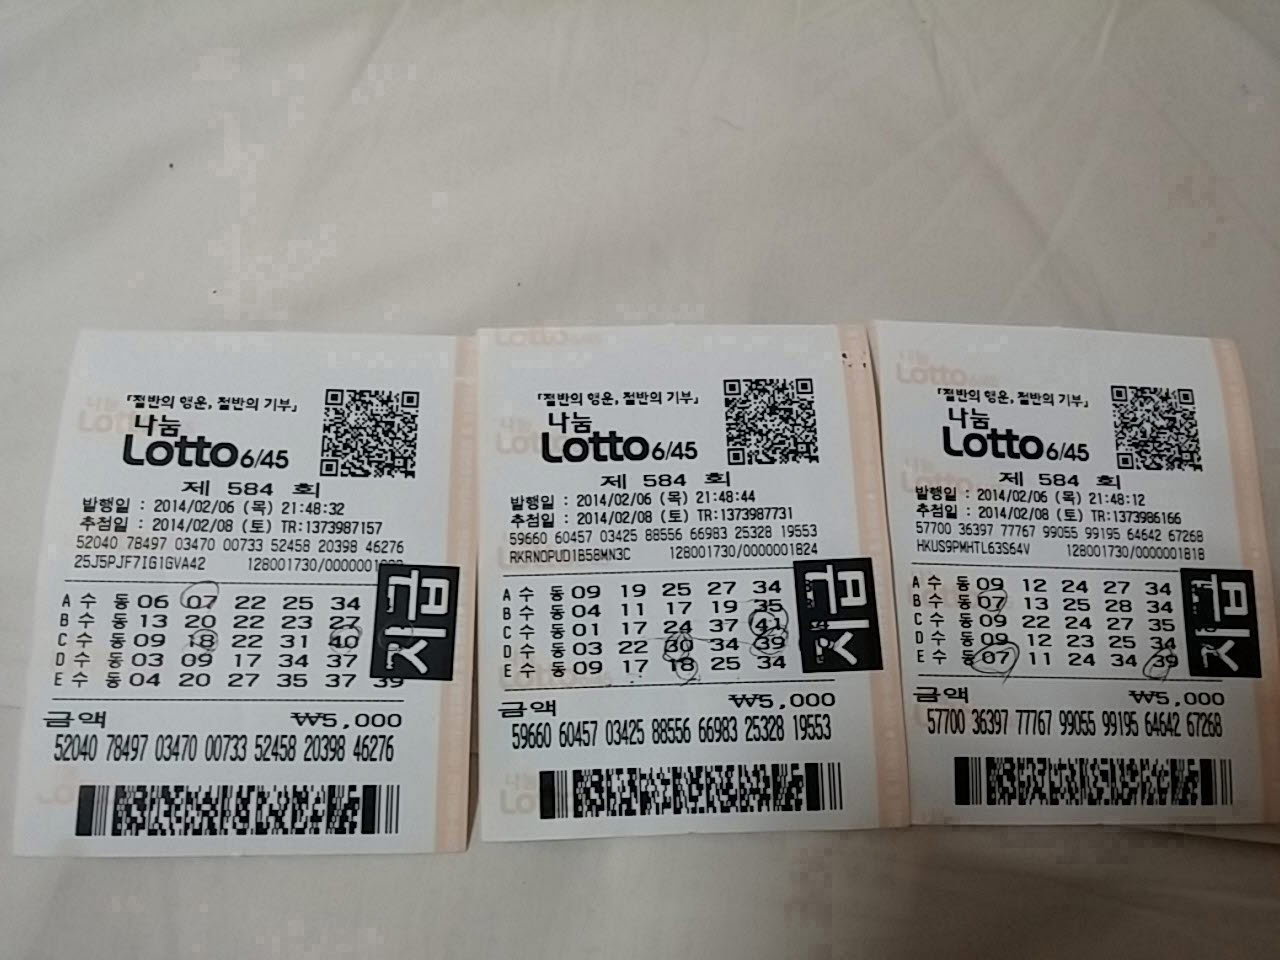 「절반의 행운, 절반의 기부」
나눔
Lotto 6/45
제 584 회
발행일 : 2014/02/06 (목) 21:48:32
추첨일 : 2014/02/08 (토) TR:1373987157
52040 78497 03470 00733 52458 20398 46276
25J5PJF7IG1GVA42
A 수 동 06 07 22 25 34
B 수 동 13 20 22 23 27
C 수 동 09 18 22 31 40
D 수 동 03 09 17 34 37
E 수 동 04 20 27 35 37 39
금액 ₩5,000
52040 78497 03470 00733 52458 20398 46276
「절반의 행운, 절반의 기부」
나눔
Lotto 6/45
제 584 회
발행일 : 2014/02/06 (목) 21:48:44
추첨일 : 2014/02/08 (토) TR:1373987731
59660 60457 03425 88556 66983 25328 19553
128001730/0000001824
A 수 동 09 19 25 27 34
B 수 동 04 11 17 19 35
C 수 동 01 17 24 37 41
D 수 동 03 22 30 34 39
E 수 동 09 17 18 25 34
금액 ₩5,000
59660 60457 03425 88556 66983 25328 19553
「절반의 행운, 절반의 기부」
나눔
Lotto 6/45
제 584 회
발행일 : 2014/02/06 (목) 21:48:12
추첨일 : 2014/02/08 (토) TR:1373986166
57700 36397 77767 99055 99195 64642 67268
HKUS9PMHTL63S64V 128001730/0000001818
A 수 동 09 12 24 27 34
B 수 동 07 13 25 28 34
C 수 동 09 22 24 27 35
D 수 동 09 12 23 25 34
E 수 동 07 11 24 34 39
금액 ₩5,000
57700 36397 77767 99055 99195 64642 67268